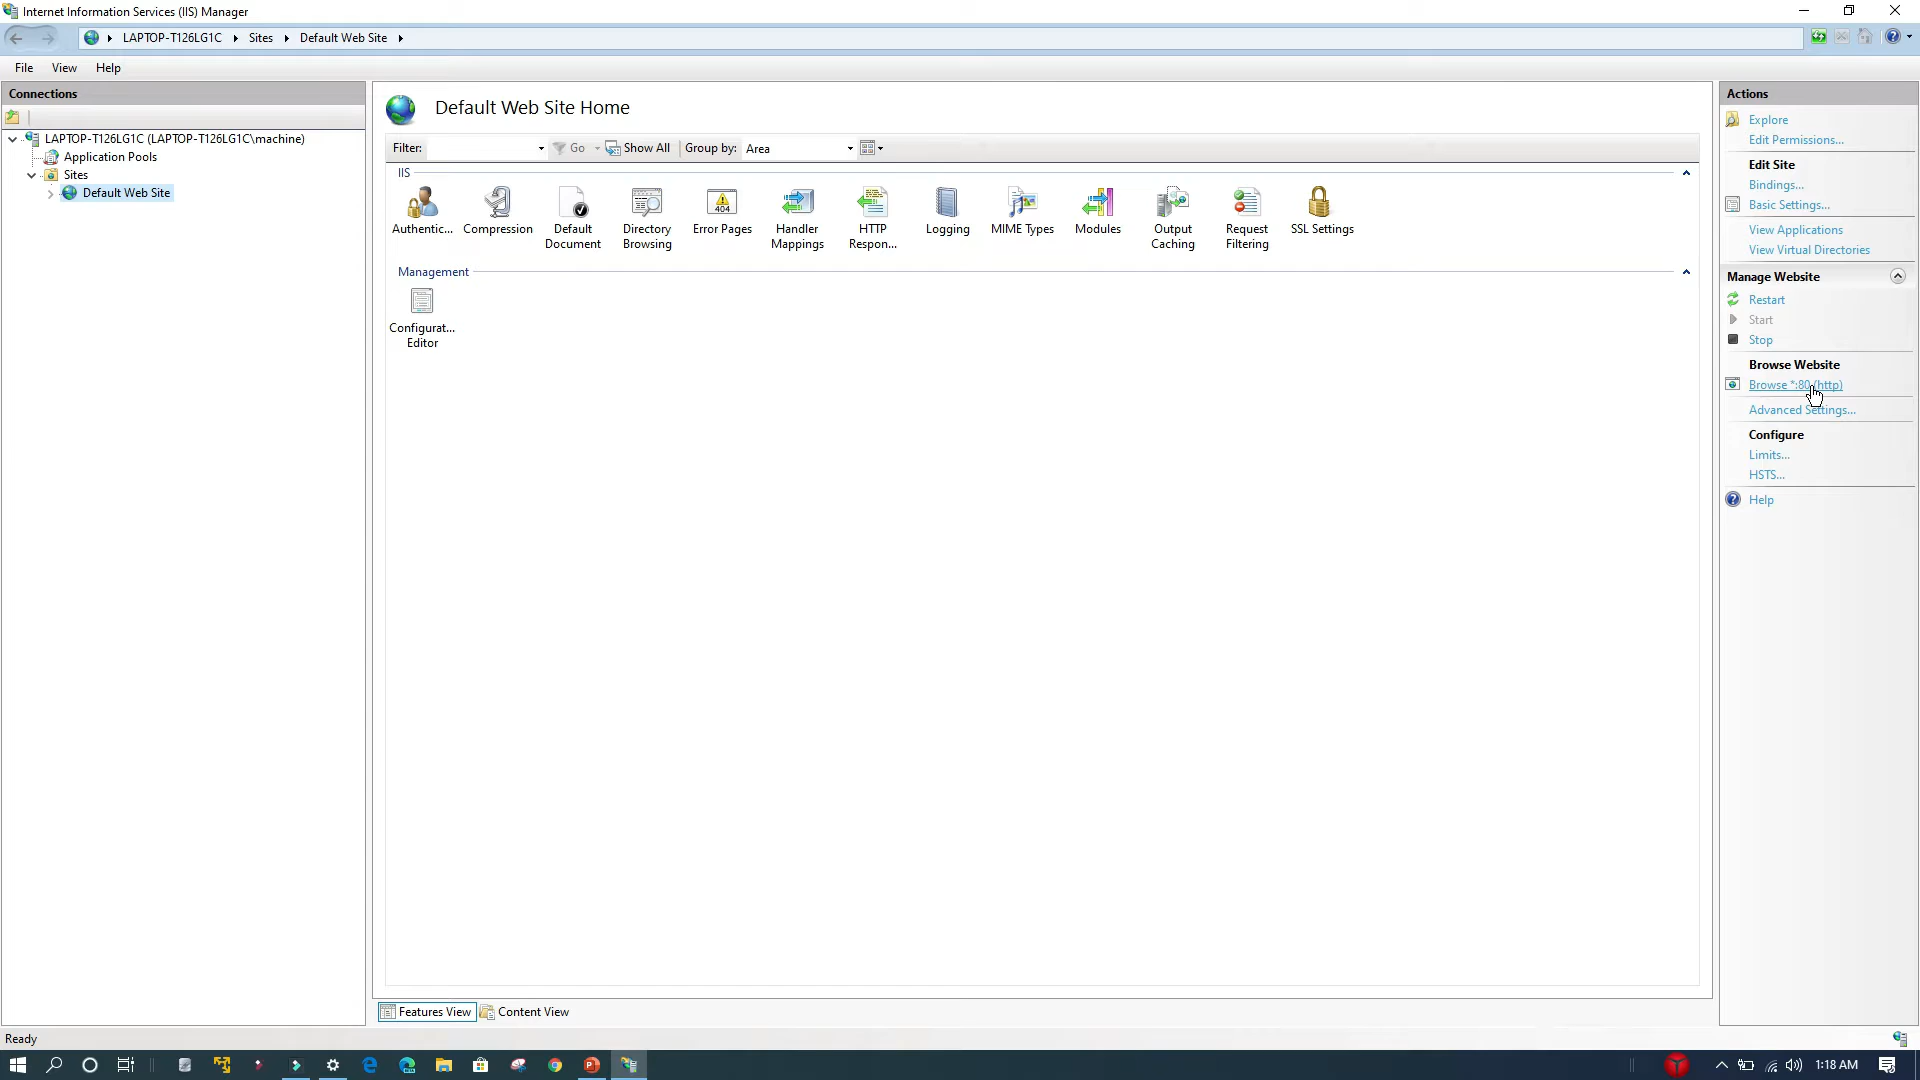 Internet Information Services (IIS) Manager
LAPTOP-T126LG1C
Sites
Default Web Site
File
View
Help
Connections
LAPTOP-T126LG1C (LAPTOP-T126LG1C\machine)
Application Pools
Sites
Default Web Site
Default Web Site Home
Filter:
Go
Show All
Group by:
Area
IIS
Authentic...
Compression
Default
Document
Directory
Browsing
404
Error Pages
Handler
Mappings
HTTP
Respon...
Logging
MIME Types
Modules
Output
Caching
Request
Filtering
SSL Settings
Management
Configurat...
Editor
Features View
Content View
Actions
Explore
Edit Permissions...
Edit Site
Bindings...
Basic Settings...
View Applications
View Virtual Directories
Manage Website
Restart
Start
Stop
Browse Website
Browse *:80 (http)
Advanced Settings...
Configure
Limits...
HSTS...
Help
Ready
1:18 AM